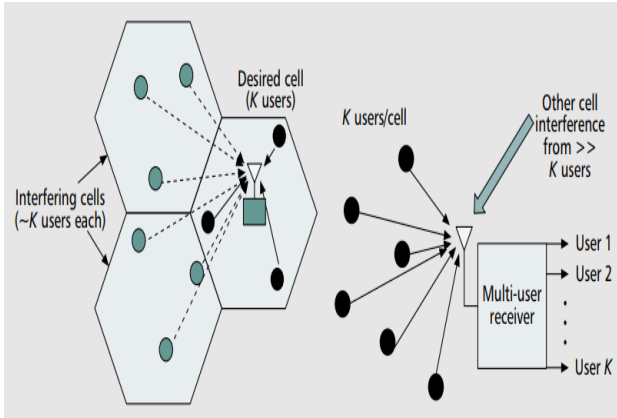 Desired cell
(K users)
Interfering cells
(~K users each)
K users/cell
Other cell
interference
from >>
K users
Multi-user
receiver
User 1
User 2
User K